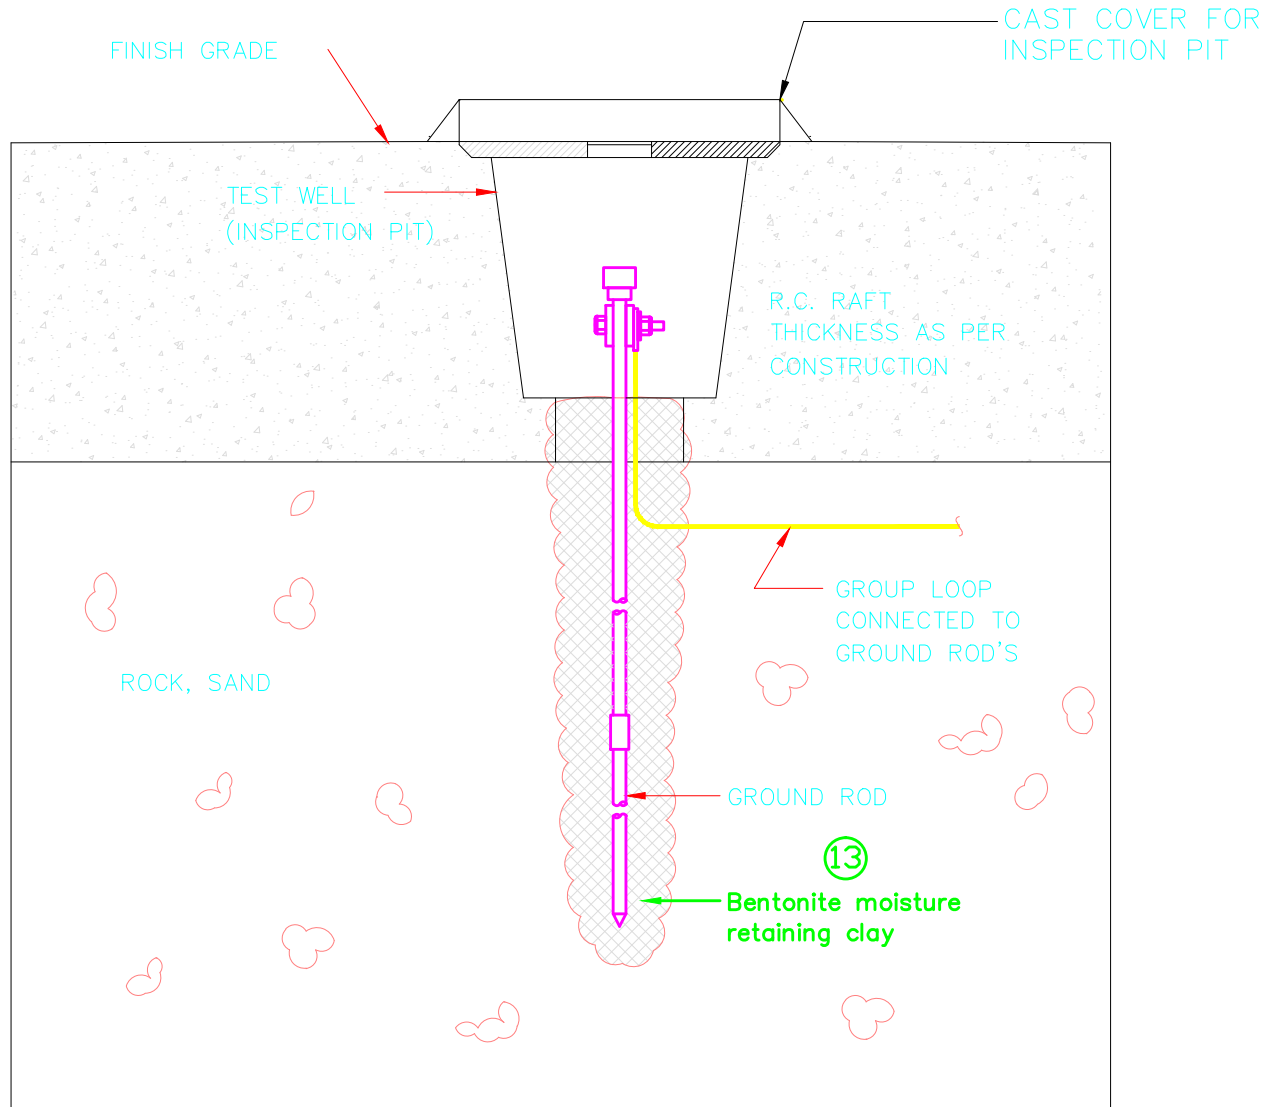 CAST COVER FOR
INSPECTION PIT
FINISH GRADE
TEST WELL
(INSPECTION PIT)
R.C. RAFT
THICKNESS AS PER
CONSTRUCTION
GROUP LOOP
CONNECTED TO
GROUND ROD'S
ROCK, SAND
GROUND ROD
13
Bentonite moisture
retaining clay